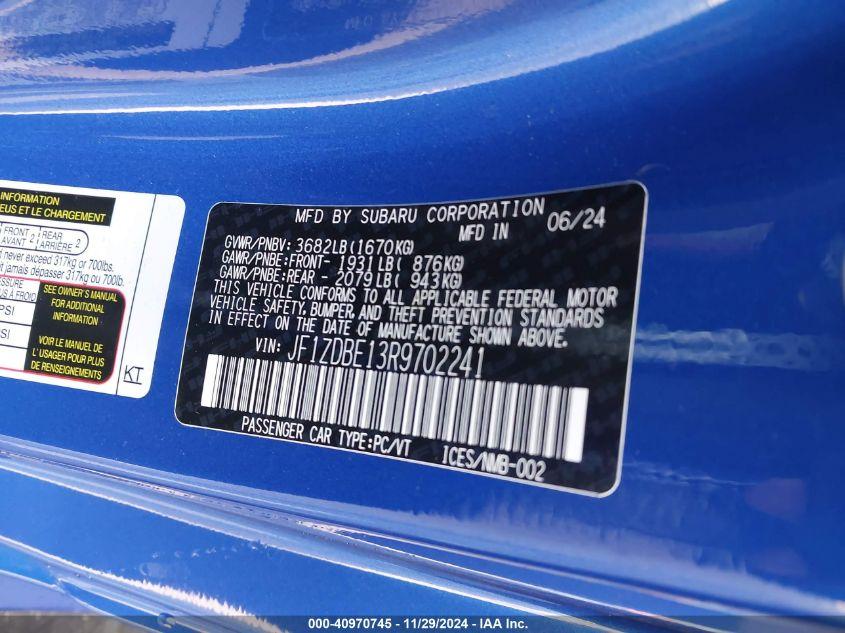 INFORMATION
EUS ET LE CHARGEMENT
FRONT 2 REAR 2
AVANT ARRIÈRE
never exceed 317kg or 700lbs.
t jamais dépasser 317kg ou 700lb.
À FROID
SEE OWNER'S MANUAL
FOR ADDITIONAL
INFORMATION
PSI
SI
VOIR LE MANUEL DE
L'USAGER POUR PLUS
DE RENSEIGNEMENTS
KT
MFD BY SUBARU CORPORATION
MFD IN 06/24
GVWR/PNBV: 3682LB(1670KG)
GAWR/PNBE:FRONT- 1931LB( 876KG)
GAWR/PNBE:REAR - 2079LB( 943KG)
THIS VEHICLE CONFORMS TO ALL APPLICABLE FEDERAL MOTOR
VEHICLE SAFETY, BUMPER, AND THEFT PREVENTION STANDARDS
IN EFFECT ON THE DATE OF MANUFACTURE SHOWN ABOVE.
VIN: JF1ZDBE13R9702241
PASSENGER CAR TYPE:PC/VT ICES/NMB-002
000-40970745 - 11/29/2024 - IAA Inc.